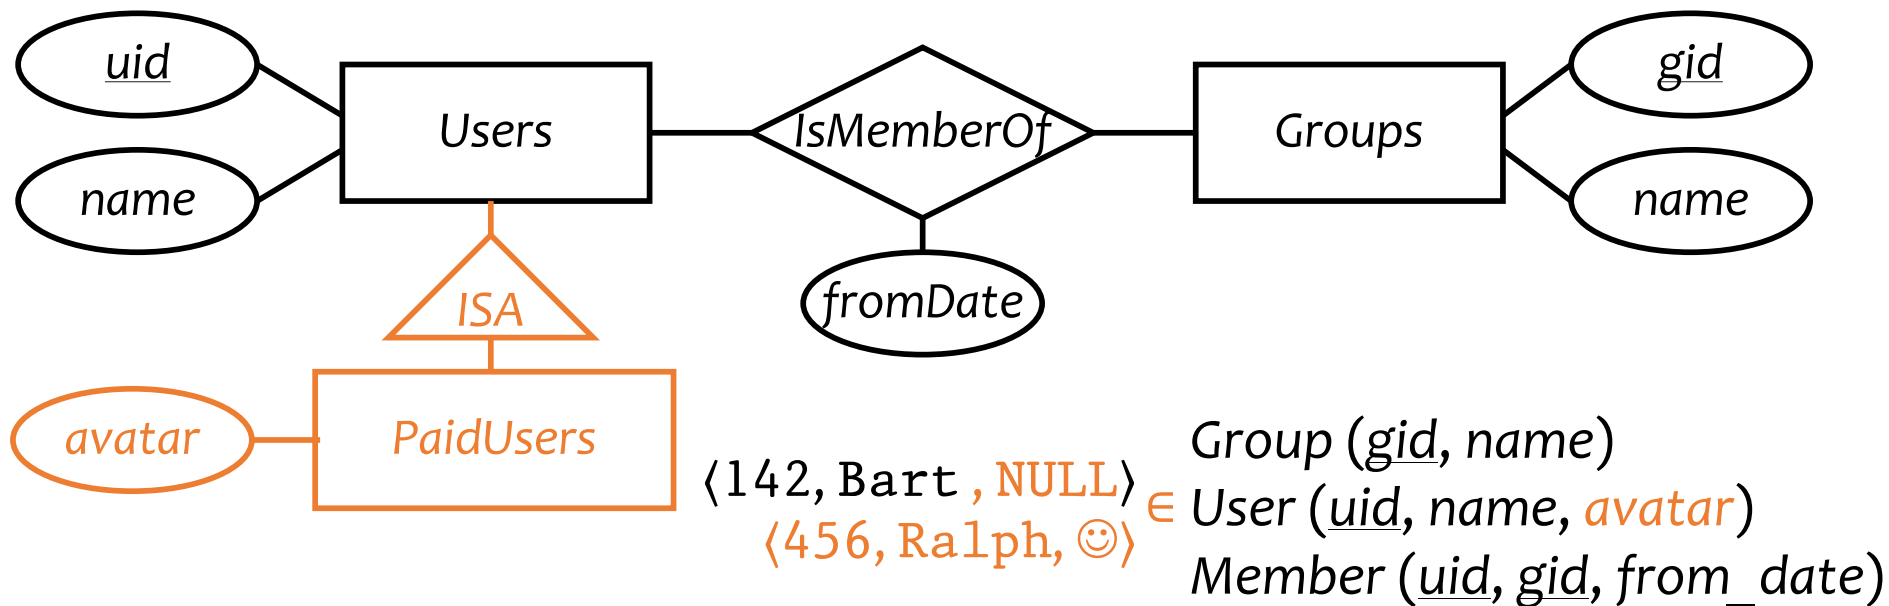 uid
name
Users
IsMemberOf
Groups
gid
name
fromDate
ISA
avatar
PaidUsers
⟨142, Bart, NULL⟩
⟨456, Ralph, ☺⟩
∈
Group (gid, name)
User (uid, name, avatar)
Member (uid, gid, from_date)